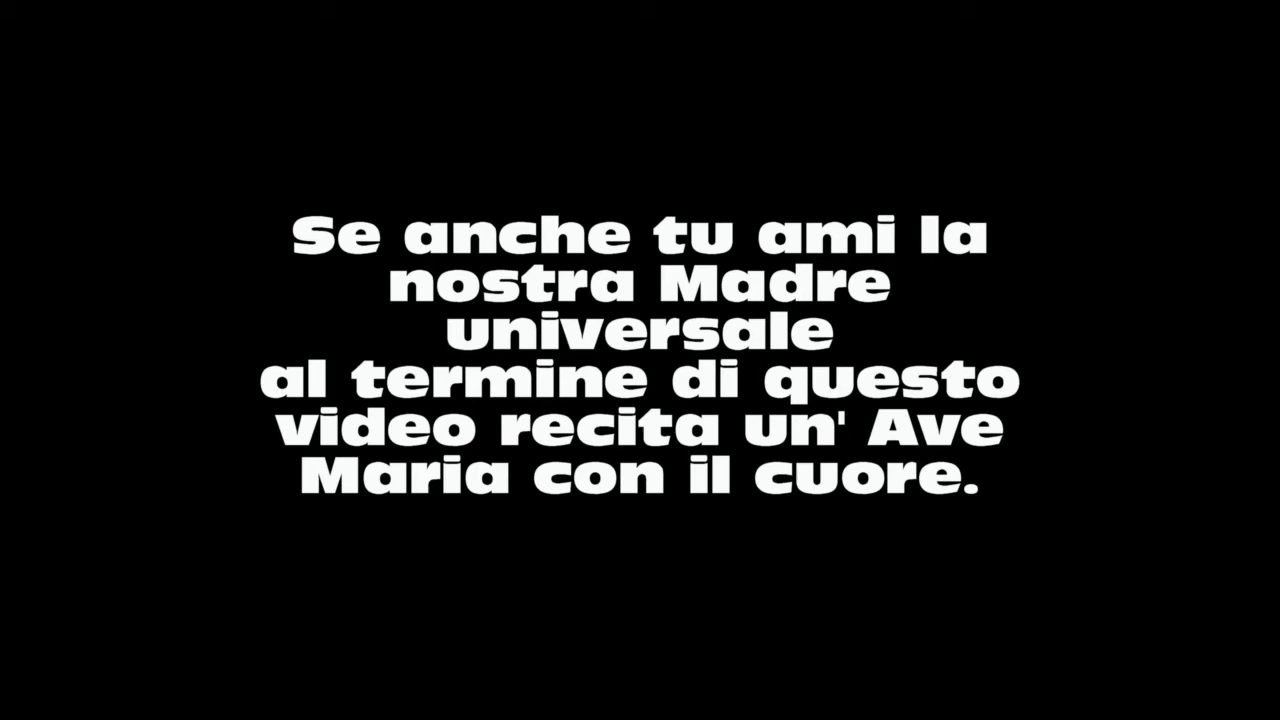 Se anche tu ami la
nostra Madre
universale
al termine di questo
video recita un' Ave
Maria con il cuore.